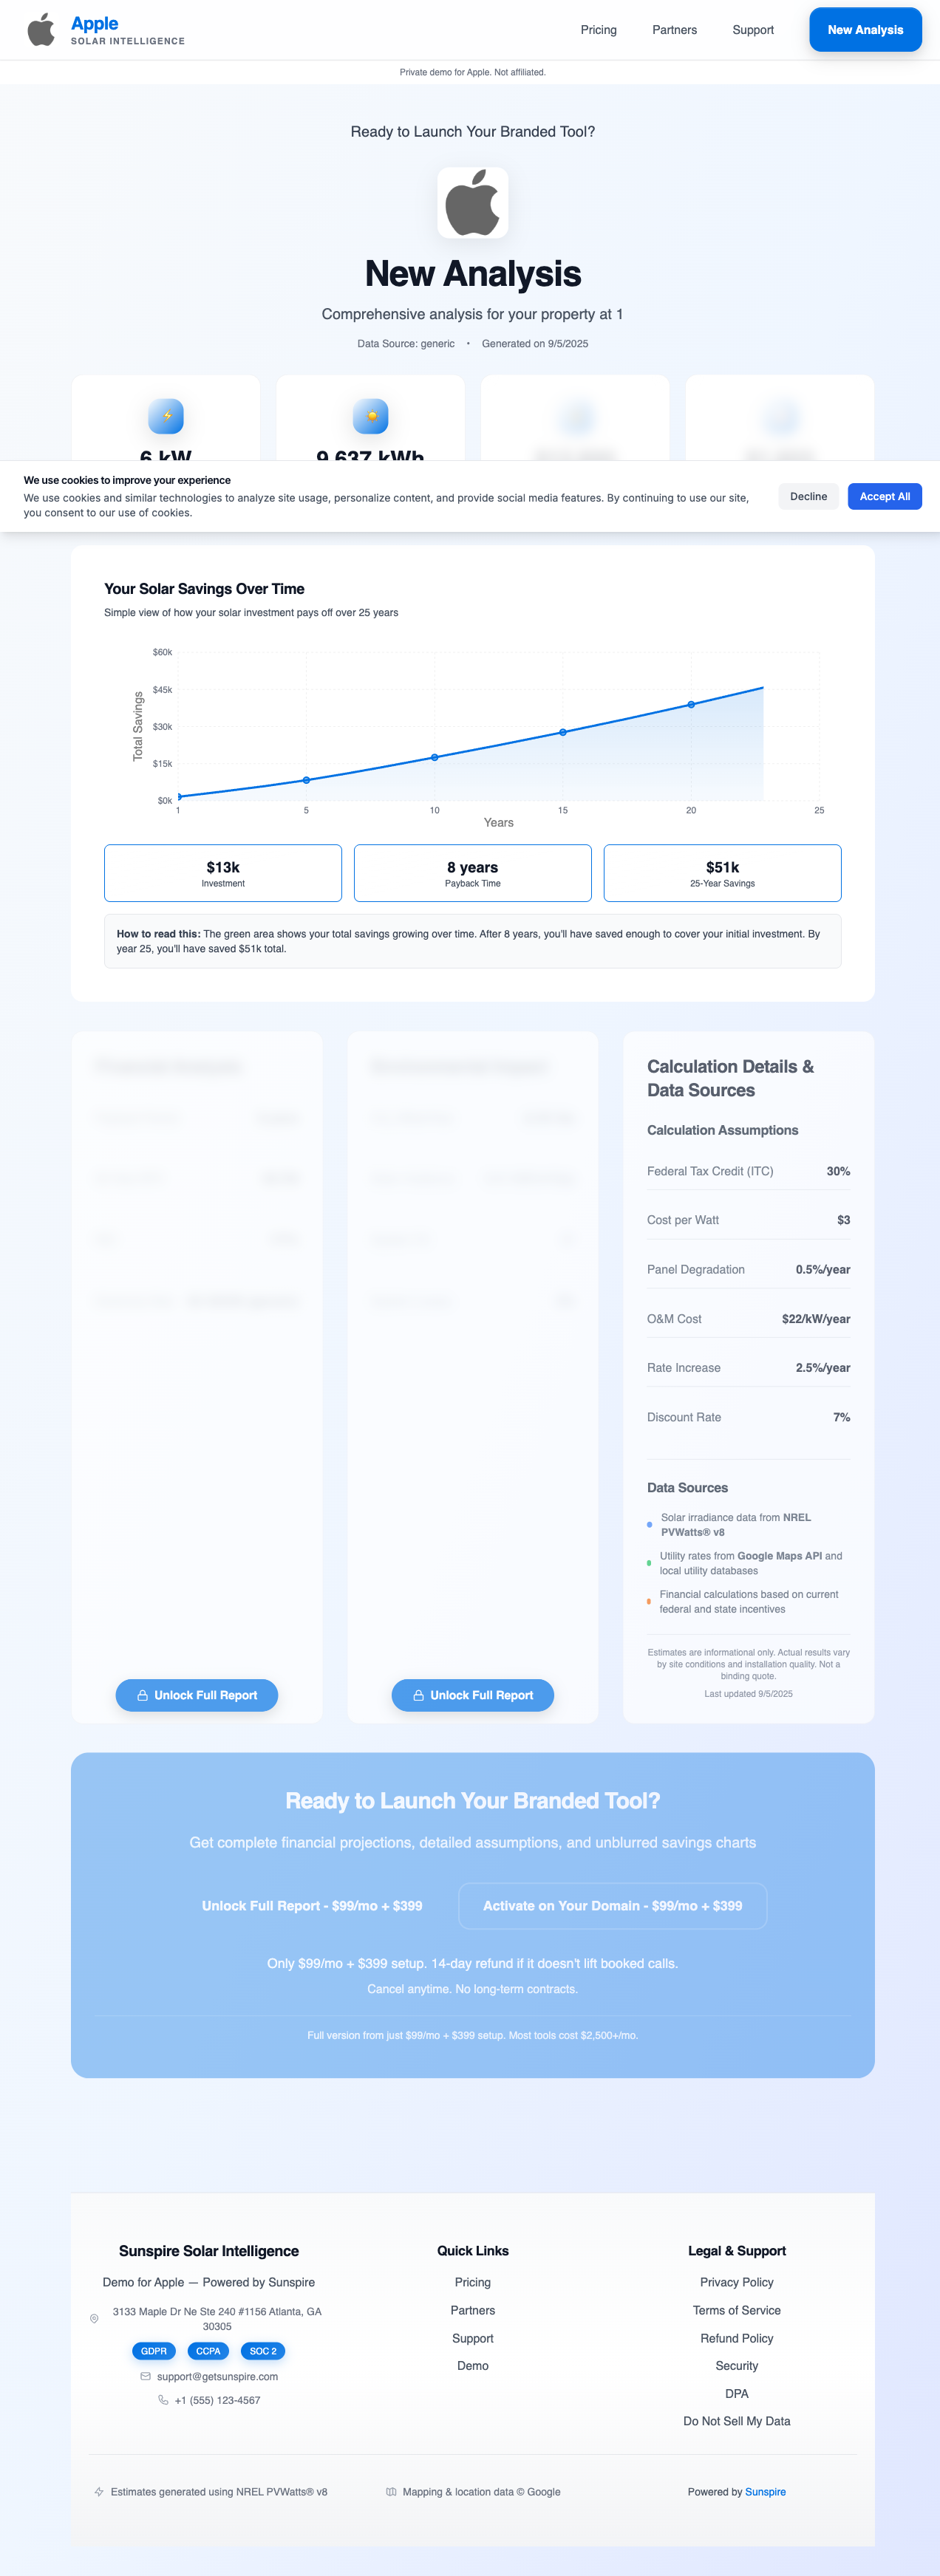 Apple
SOLAR INTELLIGENCE
Pricing
Partners
Support
New Analysis
Private demo for Apple. Not affiliated.
Ready to Launch Your Branded Tool?
New Analysis
Comprehensive analysis for your property at 1
Data Source: generic • Generated on 9/5/2025
6 kW
9,637 kWh
We use cookies to improve your experience
We use cookies and similar technologies to analyze site usage, personalize content, and provide social media features. By continuing to use our site,
you consent to our use of cookies.
Decline
Accept All
Your Solar Savings Over Time
Simple view of how your solar investment pays off over 25 years
$60k
$45k
$30k
$15k
$0k
Total Savings
1
5
10
15
20
25
Years
$13k
Investment
8 years
Payback Time
$51k
25-Year Savings
How to read this: The green area shows your total savings growing over time. After 8 years, you'll have saved enough to cover your initial investment. By
year 25, you'll have saved $51k total.
Unlock Full Report
Unlock Full Report
Calculation Details &
Data Sources
Calculation Assumptions
Federal Tax Credit (ITC) 30%
Cost per Watt $3
Panel Degradation 0.5%/year
O&M Cost $22/kW/year
Rate Increase 2.5%/year
Discount Rate 7%
Data Sources
Solar irradiance data from NREL
PVWatts® v8
Utility rates from Google Maps API and
local utility databases
Financial calculations based on current
federal and state incentives
Estimates are informational only. Actual results vary
by site conditions and installation quality. Not a
binding quote.
Last updated 9/5/2025
Ready to Launch Your Branded Tool?
Get complete financial projections, detailed assumptions, and unblurred savings charts
Unlock Full Report - $99/mo + $399
Activate on Your Domain - $99/mo + $399
Only $99/mo + $399 setup. 14-day refund if it doesn't lift booked calls.
Cancel anytime. No long-term contracts.
Full version from just $99/mo + $399 setup. Most tools cost $2,500+/mo.
Sunspire Solar Intelligence
Demo for Apple — Powered by Sunspire
3133 Maple Dr Ne Ste 240 #1156 Atlanta, GA
30305
GDPR
CCPA
SOC 2
support@getsunspire.com
+1 (555) 123-4567
Quick Links
Pricing
Partners
Support
Demo
Legal & Support
Privacy Policy
Terms of Service
Refund Policy
Security
DPA
Do Not Sell My Data
Estimates generated using NREL PVWatts® v8
Mapping & location data © Google
Powered by Sunspire